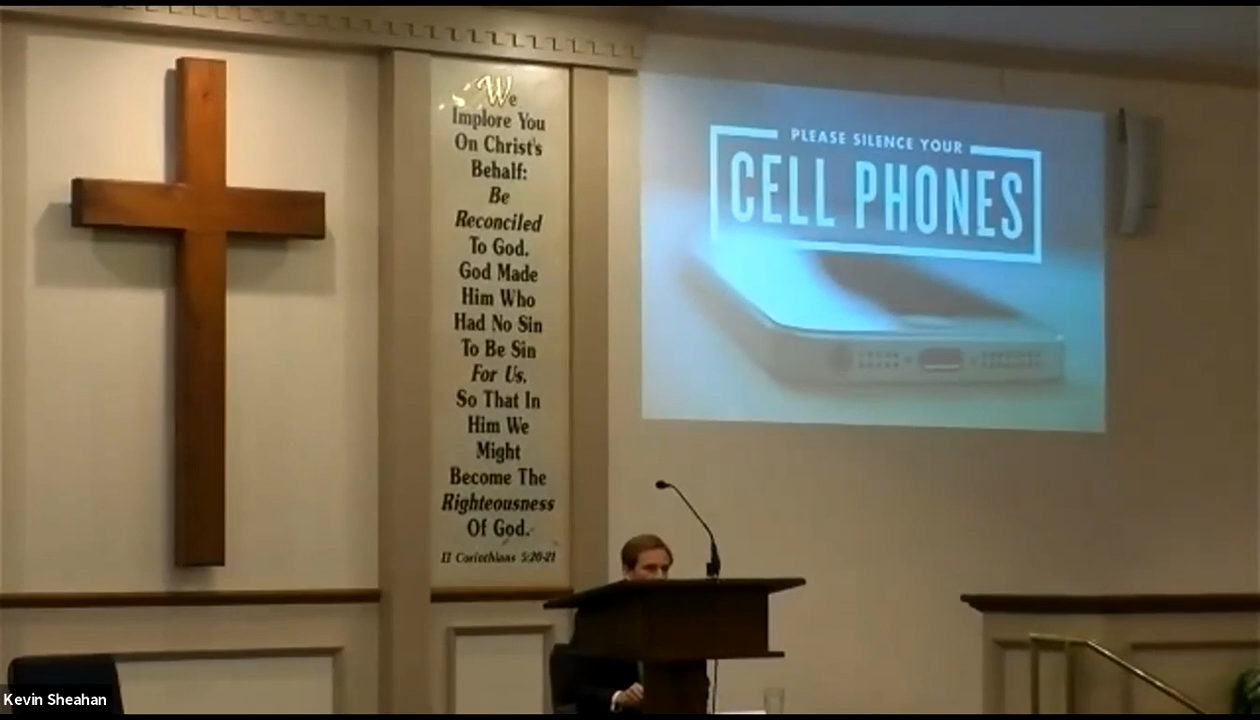 We
Implore You
On Christ's
Behalf:
Be
Reconciled
To God.
God Made
Him Who
Had No Sin
To Be Sin
For Us,
So That In
Him We
Might
Become The
Righteousness
Of God.
II Corinthians 5:20-21
PLEASE SILENCE YOUR
CELL PHONES
Kevin Sheahan